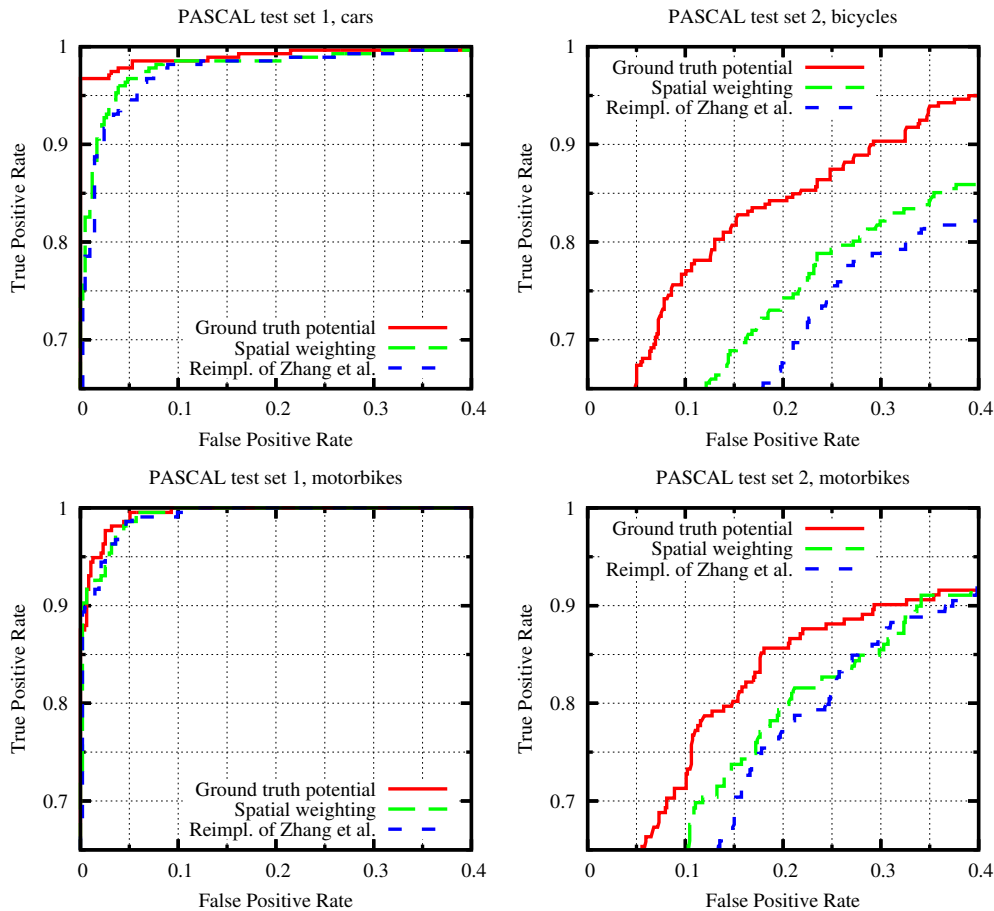 PASCAL test set 1, cars
1
0.9
0.8
0.7
0
0.1
0.2
0.3
0.4
True Positive Rate
False Positive Rate
Ground truth potential
Spatial weighting
Reimpl. of Zhang et al.
PASCAL test set 2, bicycles
1
0.9
0.8
0.7
0
0.1
0.2
0.3
0.4
True Positive Rate
False Positive Rate
Ground truth potential
Spatial weighting
Reimpl. of Zhang et al.
PASCAL test set 1, motorbikes
1
0.9
0.8
0.7
0
0.1
0.2
0.3
0.4
True Positive Rate
False Positive Rate
Ground truth potential
Spatial weighting
Reimpl. of Zhang et al.
PASCAL test set 2, motorbikes
1
0.9
0.8
0.7
0
0.1
0.2
0.3
0.4
True Positive Rate
False Positive Rate
Ground truth potential
Spatial weighting
Reimpl. of Zhang et al.